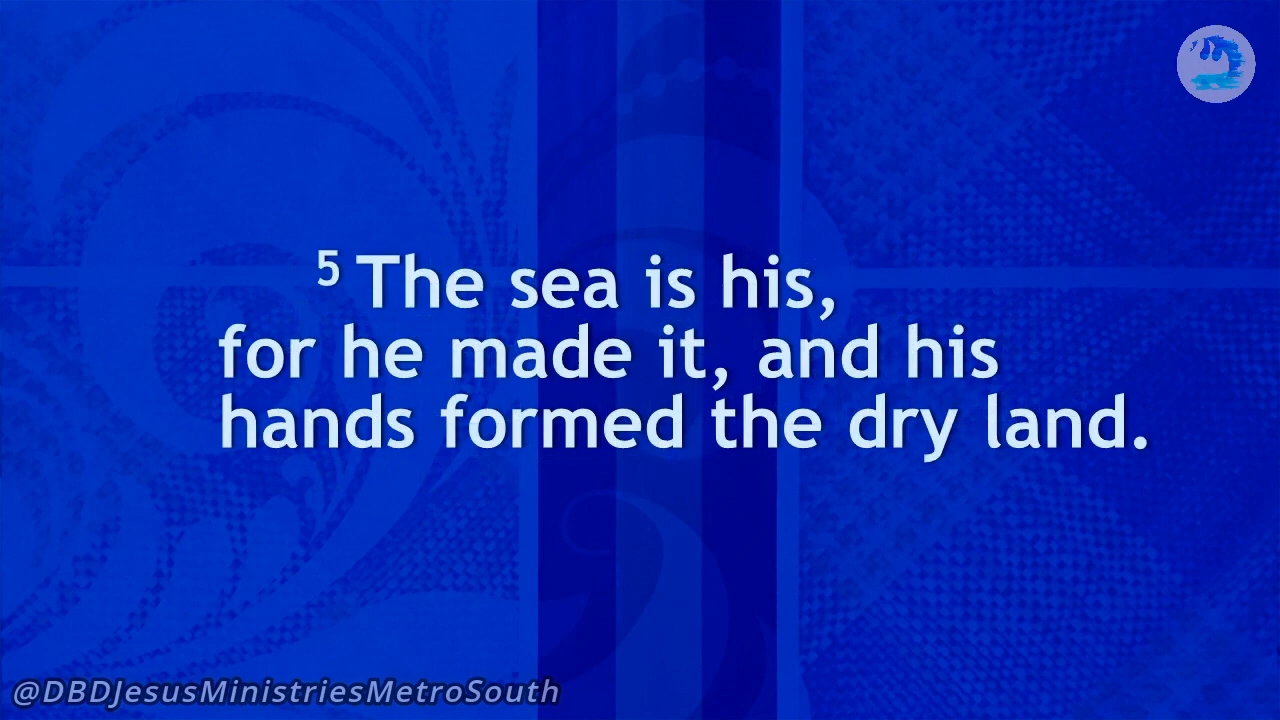 5 The sea is his,
for he made it, and his
hands formed the dry land.
@DBDJesusMinistriesMetroSouth